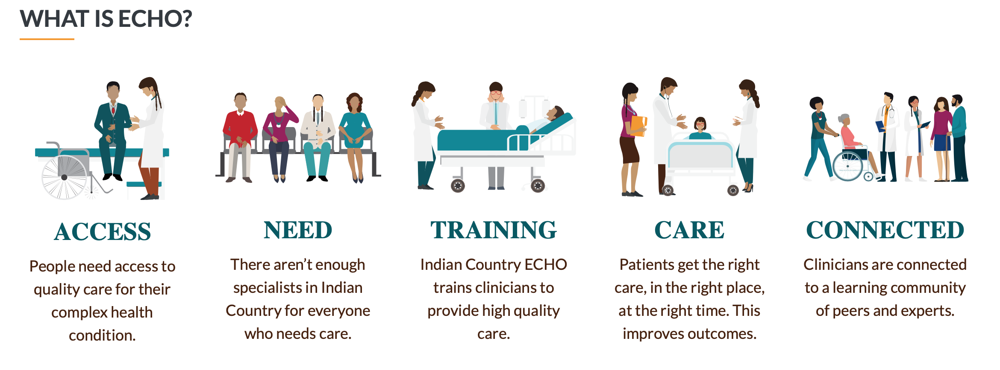 WHAT IS ECHO?
ACCESS
People need access to
quality care for their
complex health
condition.
NEED
There aren’t enough
specialists in Indian
Country for everyone
who needs care.
TRAINING
Indian Country ECHO
trains clinicians to
provide high quality
care.
CARE
Patients get the right
care, in the right place,
at the right time. This
improves outcomes.
CONNECTED
Clinicians are connected
to a learning community
of peers and experts.